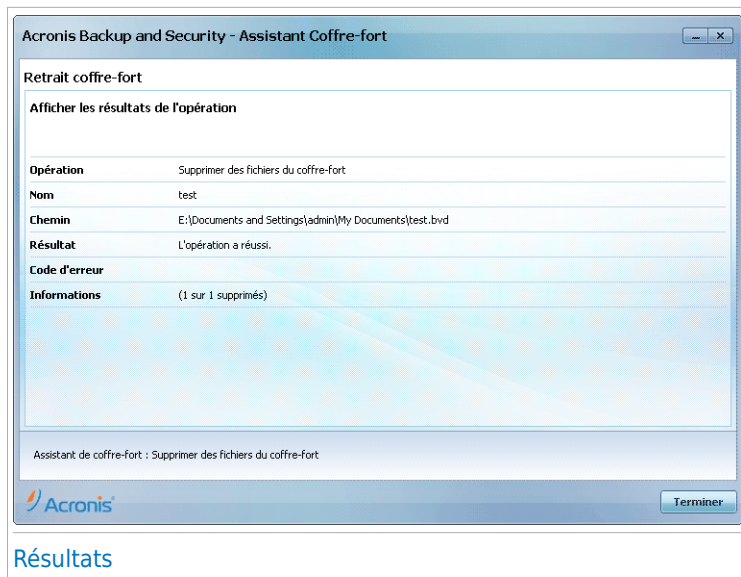 Acronis Backup and Security - Assistant Coffre-fort
Retrait coffre-fort
Afficher les résultats de l'opération
Opération Supprimer des fichiers du coffre-fort
Nom test
Chemin E:\Documents and Settings\admin\My Documents\test.bvd
Résultat L'opération a réussi.
Code d'erreur
Informations (1 sur 1 supprimés)
Assistant de coffre-fort : Supprimer des fichiers du coffre-fort
Acronis
Terminer
Résultats